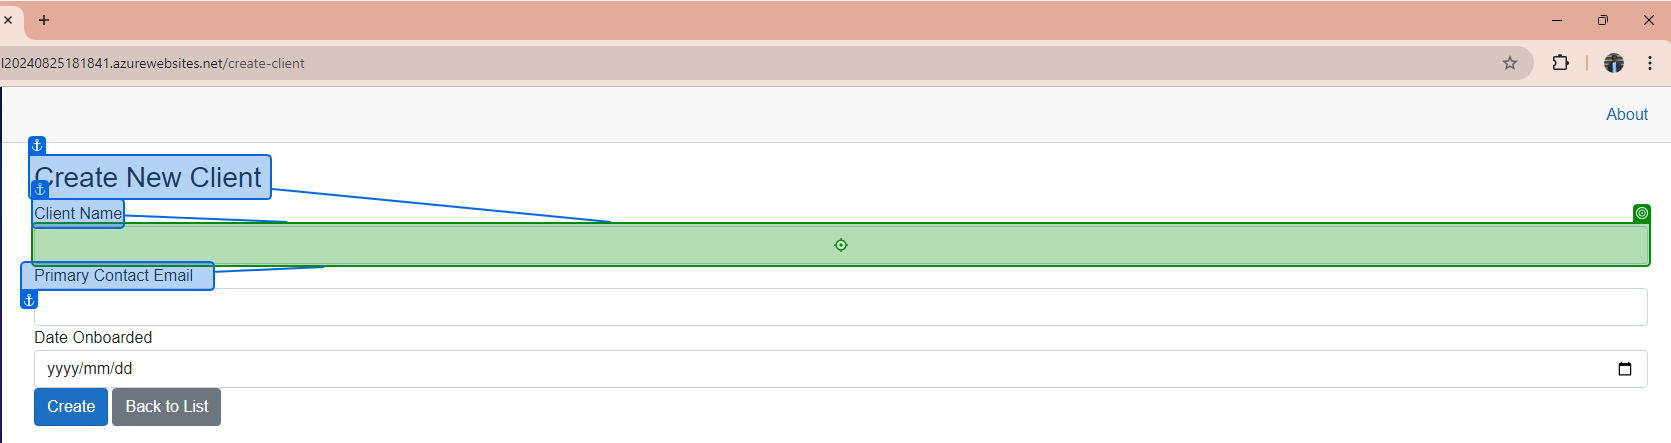 l20240825181841.azurewebsites.net/create-client
About
Create New Client
Client Name
Primary Contact Email
Date Onboarded
yyyy/mm/dd
Create Back to List